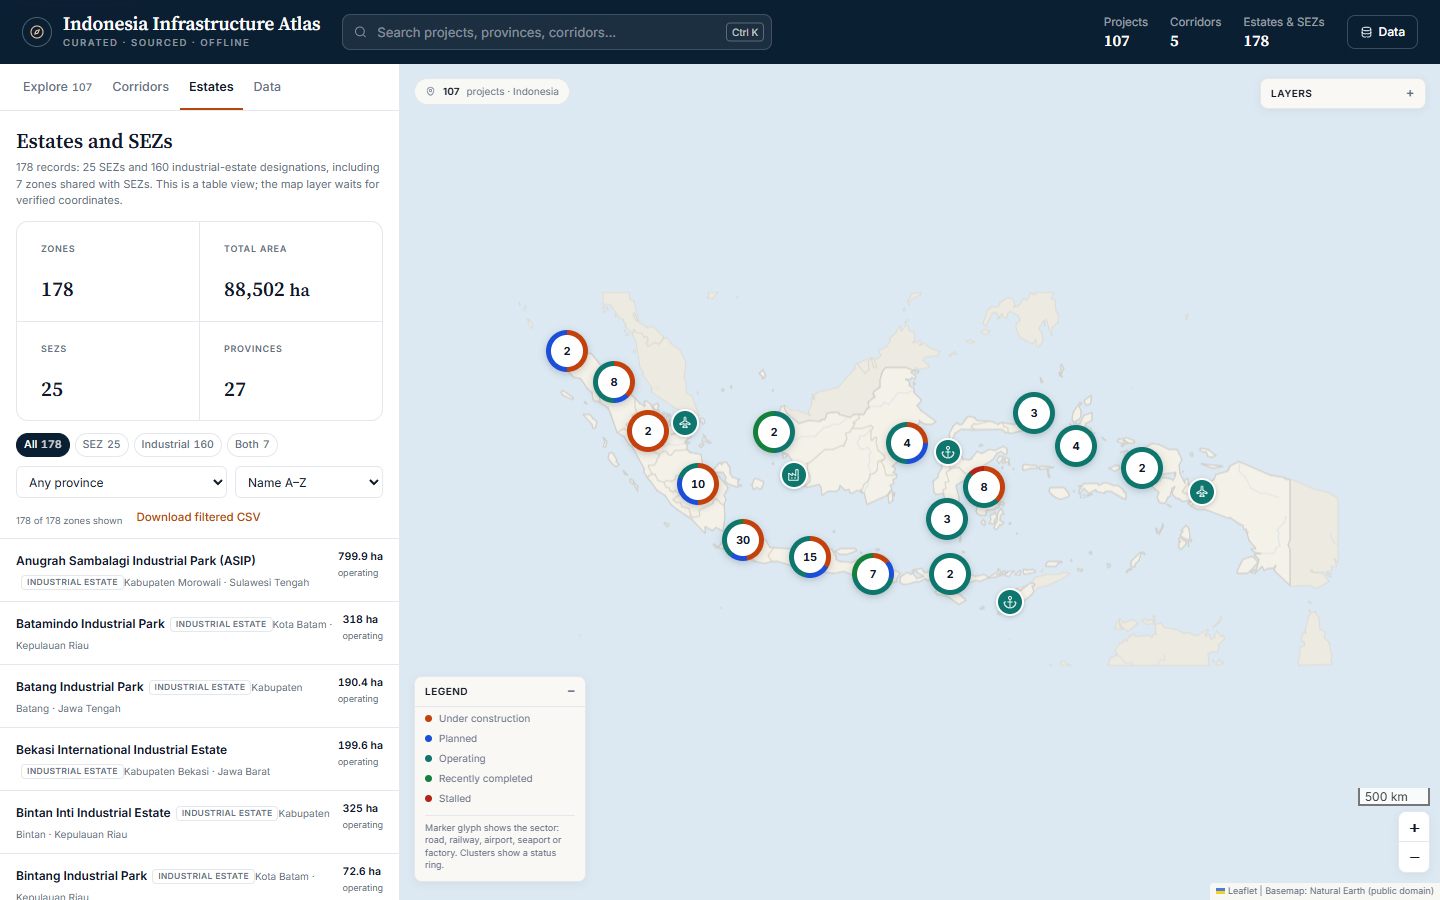 Indonesia Infrastructure Atlas
CURATED · SOURCED · OFFLINE
Search projects, provinces, corridors...
Ctrl K
Projects
107
Corridors
5
Estates & SEZs
178
Data
Explore 107
Corridors
Estates
Data
Estates and SEZs
178 records: 25 SEZs and 160 industrial-estate designations, including
7 zones shared with SEZs. This is a table view; the map layer waits for
verified coordinates.
ZONES
178
TOTAL AREA
88,502 ha
SEZS
25
PROVINCES
27
All 178
SEZ 25
Industrial 160
Both 7
Any province
Name A–Z
178 of 178 zones shown
Download filtered CSV
Anugrah Sambalagi Industrial Park (ASIP)
INDUSTRIAL ESTATE Kabupaten Morowali · Sulawesi Tengah
799.9 ha
operating
Batamindo Industrial Park INDUSTRIAL ESTATE Kota Batam ·
Kepulauan Riau
318 ha
operating
Batang Industrial Park INDUSTRIAL ESTATE Kabupaten
Batang · Jawa Tengah
190.4 ha
operating
Bekasi International Industrial Estate
INDUSTRIAL ESTATE Kabupaten Bekasi · Jawa Barat
199.6 ha
operating
Bintan Inti Industrial Estate INDUSTRIAL ESTATE Kabupaten
Bintan · Kepulauan Riau
325 ha
operating
Bintang Industrial Park INDUSTRIAL ESTATE Kota Batam ·
Kepulauan Riau
72.6 ha
operating
107 projects · Indonesia
LAYERS +
2
8
2
10
30
15
7
2
4
3
8
3
2
3
4
2
LEGEND −
Under construction
Planned
Operating
Recently completed
Stalled
Marker glyph shows the sector:
road, railway, airport, seaport or
factory. Clusters show a status
ring.
500 km
+
−
Leaflet | Basemap: Natural Earth (public domain)